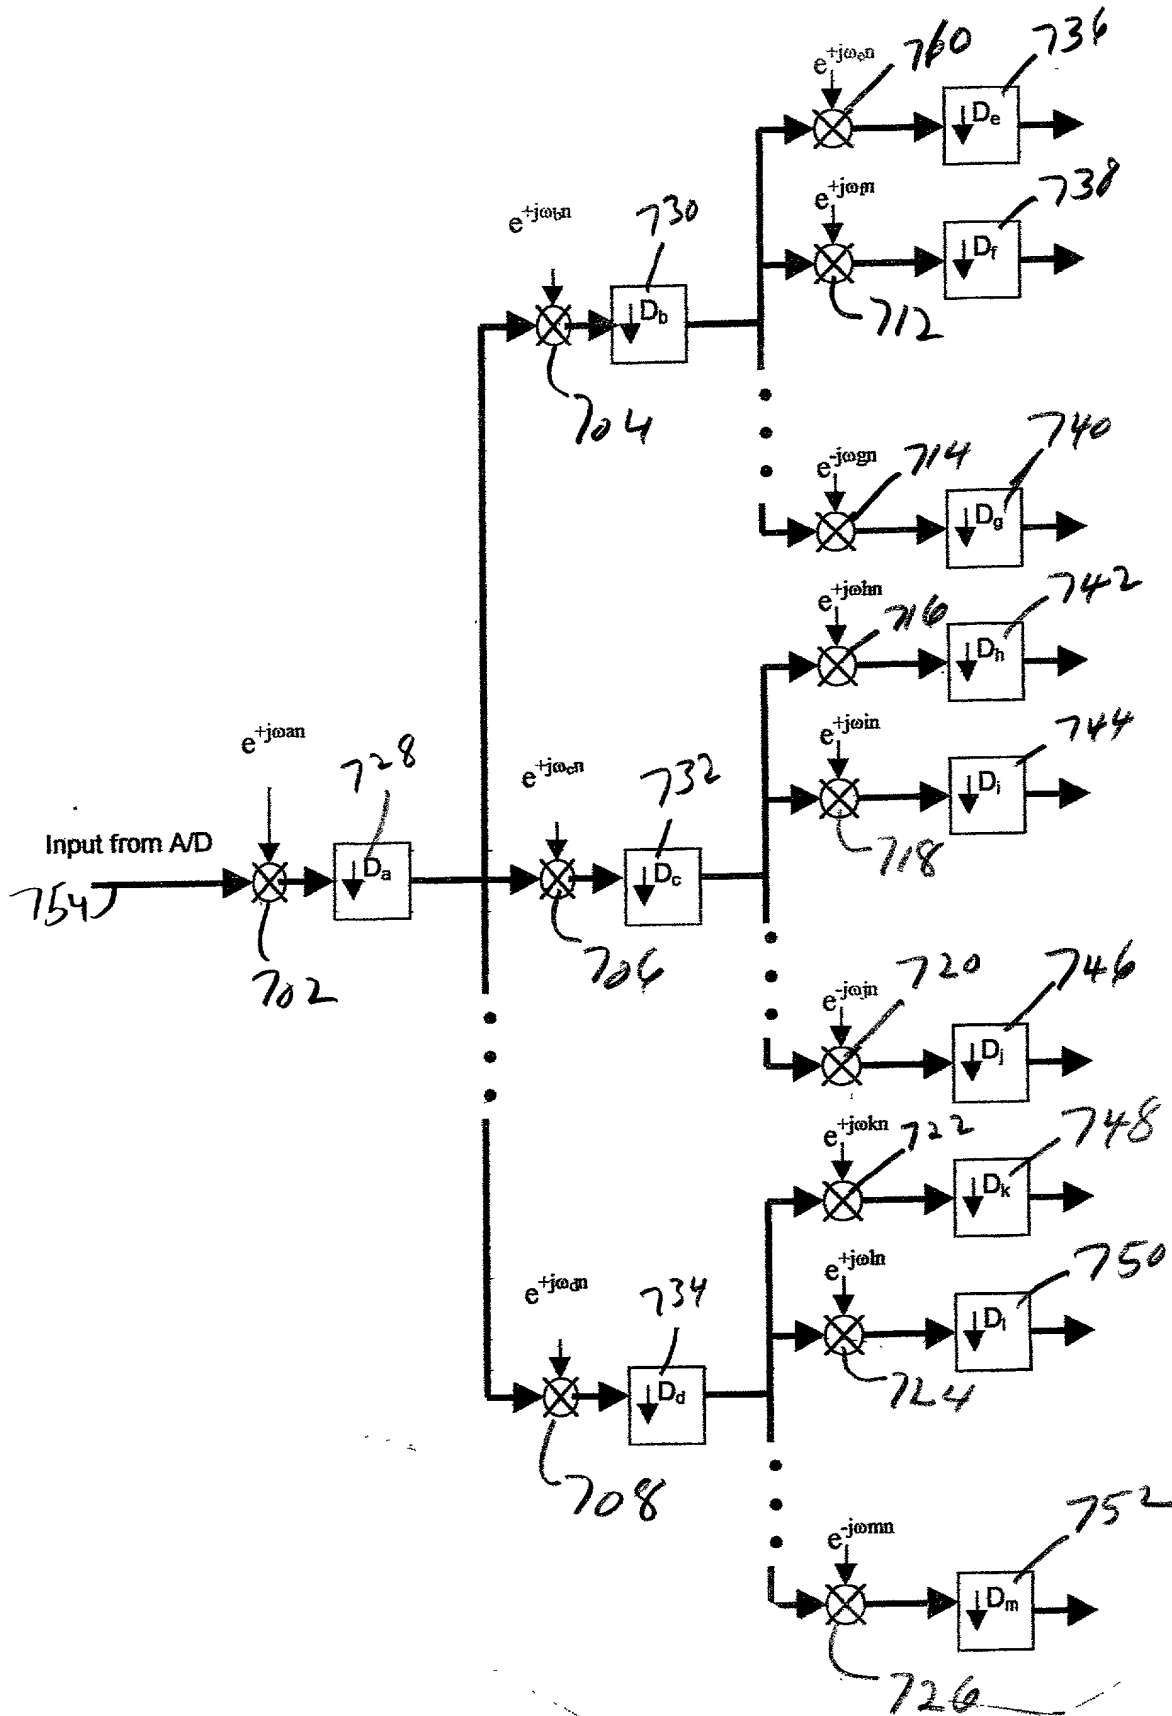 e+jωen 760 736
↓ De
e+jωfn 738
↓ Df
712
e+jωbn 730
↓ Db
704
e-jωgn 714 740
↓ Dg
e+jωhn 716 742
↓ Dh
e+jωin 744
↓ Di
718
e+jωan 728
e+jωcn 732
Input from A/D
↓ Da
↓ Dc
754
702
706
e-jωjn 720 746
↓ Dj
e+jωkn 722 748
↓ Dk
e+jωln 750
↓ Dl
724
e+jωdn 734
↓ Dd
708
e-jωmn 752
↓ Dm
726